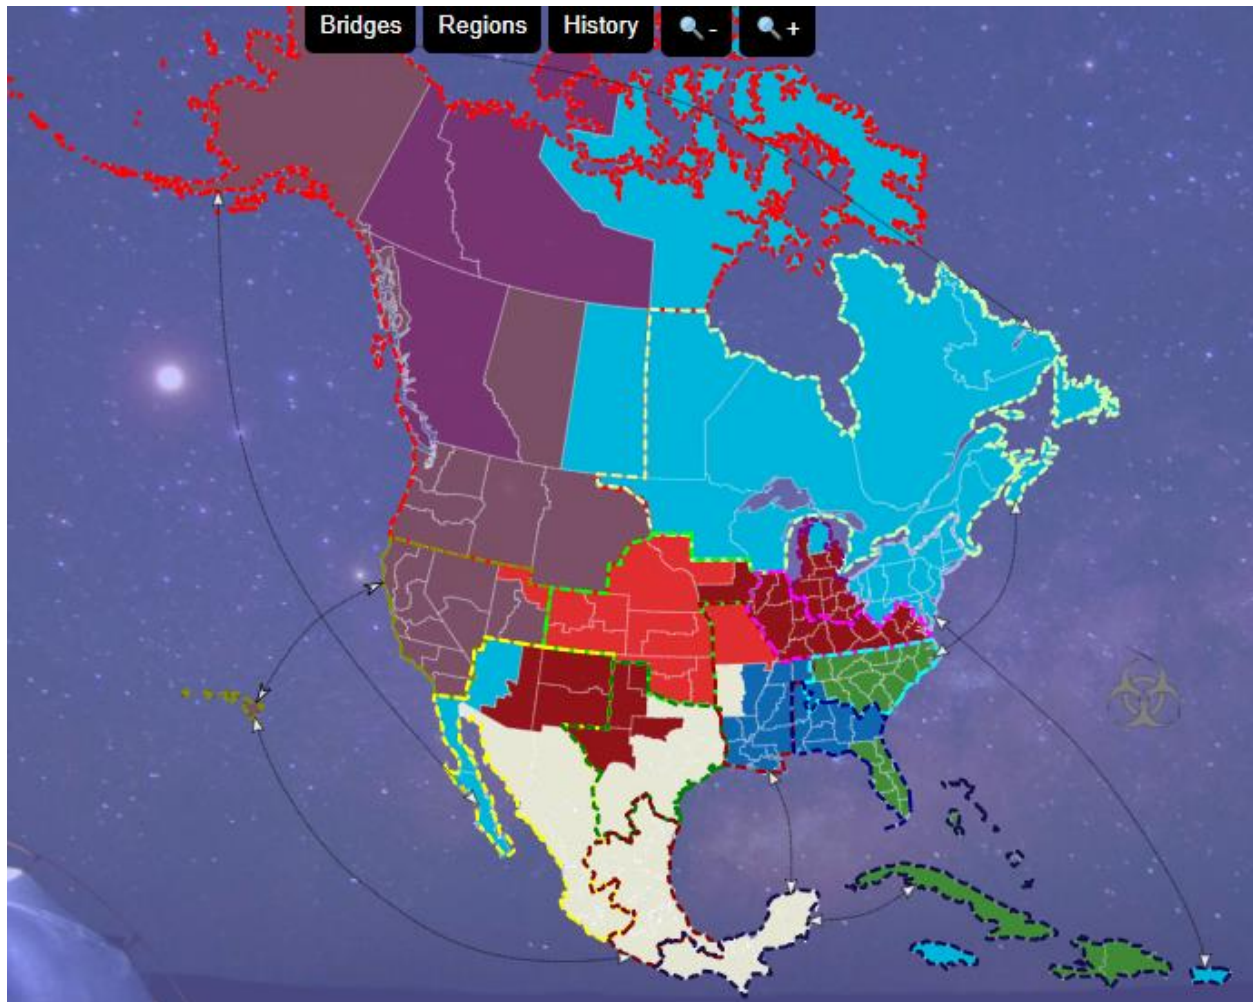 Bridges
Regions
History
🔍 -
🔍 +